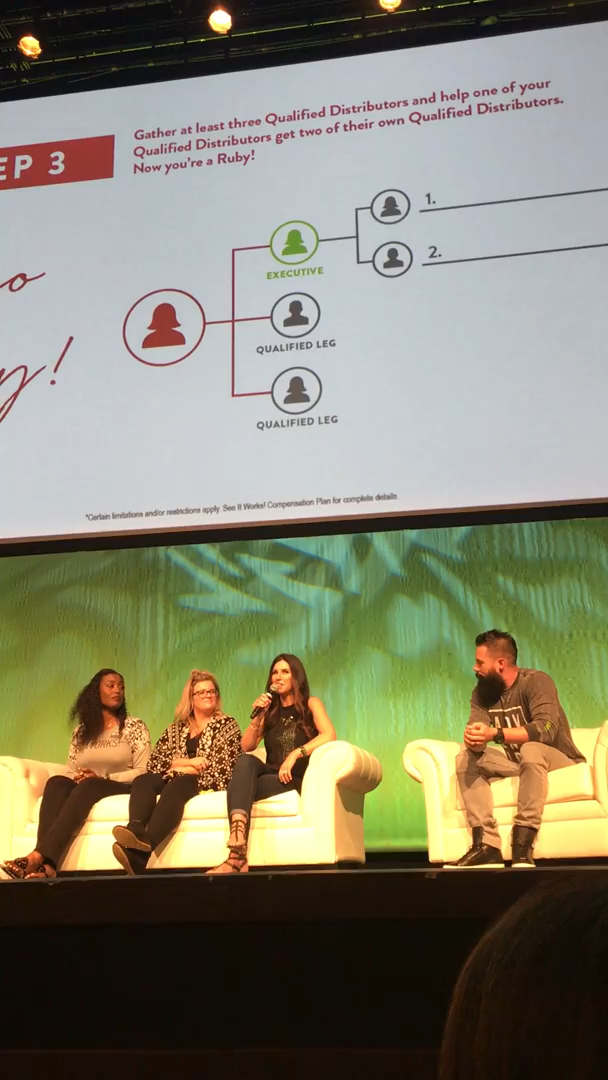 EP 3
Gather at least three Qualified Distributors and help one of your
Qualified Distributors get two of their own Qualified Distributors.
Now you're a Ruby!
o
y!
1.
2.
EXECUTIVE
QUALIFIED LEG
QUALIFIED LEG
*Certain limitations and/or restrictions apply. See It Works! Compensation Plan for complete details.
WORKS!